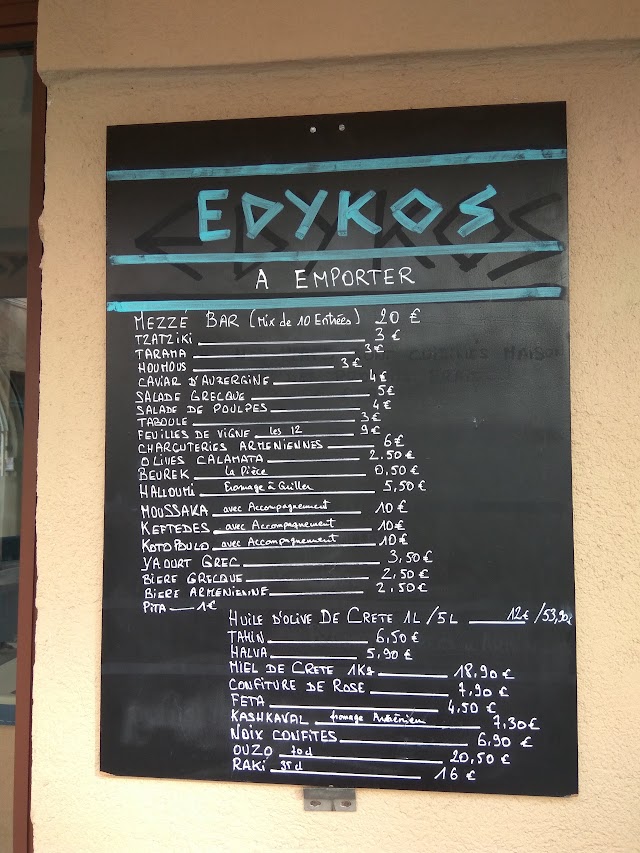 EDYKOS
A EMPORTER
MEZZÉ BAR (Mix de 10 Entrées) 20 €
TZATZIKI 3 €
TARAMA 3€
HOUMOUS 3 €
CAVIAR D'AUZERGINE 4€
SALADE GRECQUE 5€
SALADE DE POULPES 4€
TABOULE 3€
FEUILLES DE VIGNE les 12 9€
CHARCUTERIES ARMENIENNES 6€
OLIVES CALAMATA 2.50€
BEUREK La Pièce 0,50€
HALLOUMI Fromage à Griller 5,50€
MOUSSAKA avec Accompagnement 10 €
KEFTEDES avec Accompagnement 10€
KOTOPOULO avec Accompagnement 10€
YAOURT GREC 3,50€
BIERE GRECQUE 2,50€
BIERE ARMENIENNE 2,50€
PITA 1€
HUILE D'OLIVE DE CRETE 1L/5L 12€/53,90€
TAHIN 6,50€
HALVA 5,90€
MIEL DE CRETE 1Kg 18,90€
CONFITURE DE ROSE 7,90€
FETA 4,50€
KASHKAVAL fromage Arménien 7,30€
NOIX CONFITES 6,90€
OUZO 70cl 20,50€
RAKI 35cl 16 €